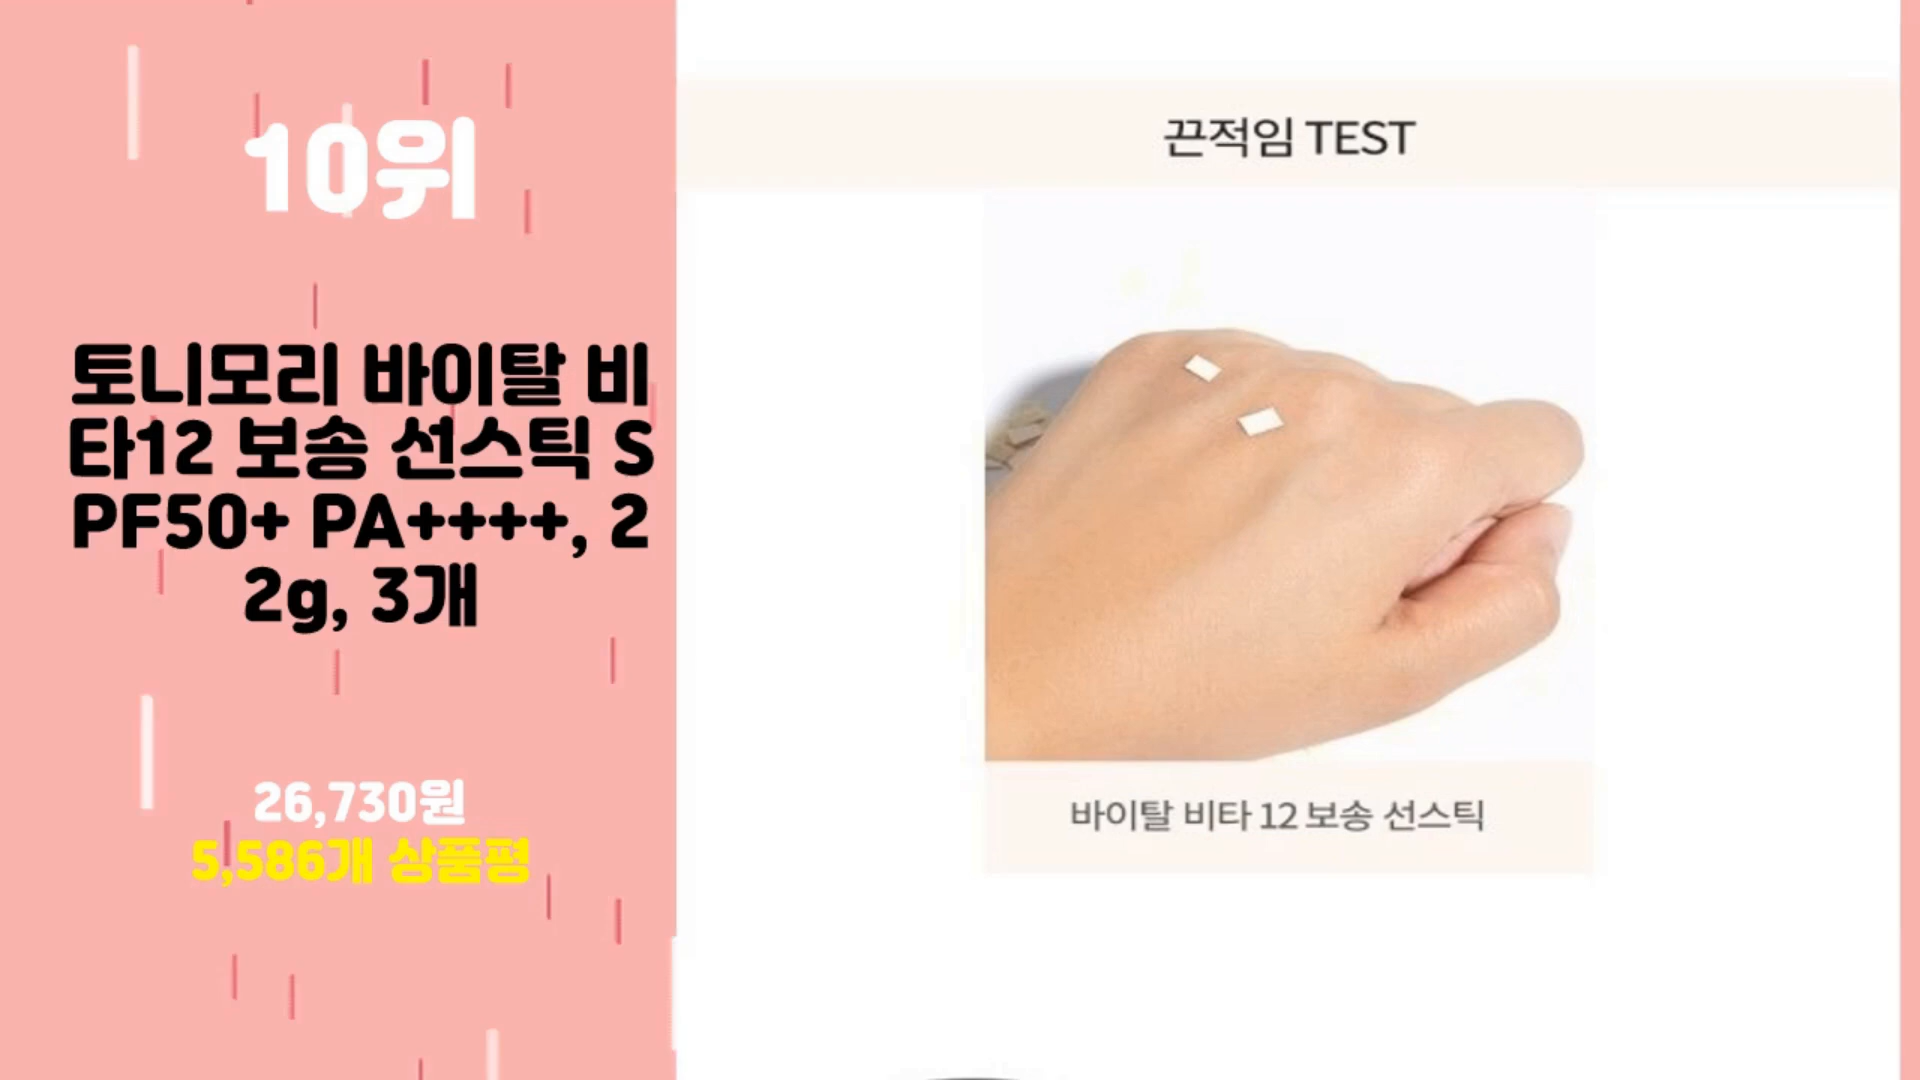 10위
토니모리 바이탈 비
타12 보송 선스틱 S
PF50+ PA++++, 2
2g, 3개
26,730원
5,586개 상품평
끈적임 TEST
바이탈 비타 12 보송 선스틱